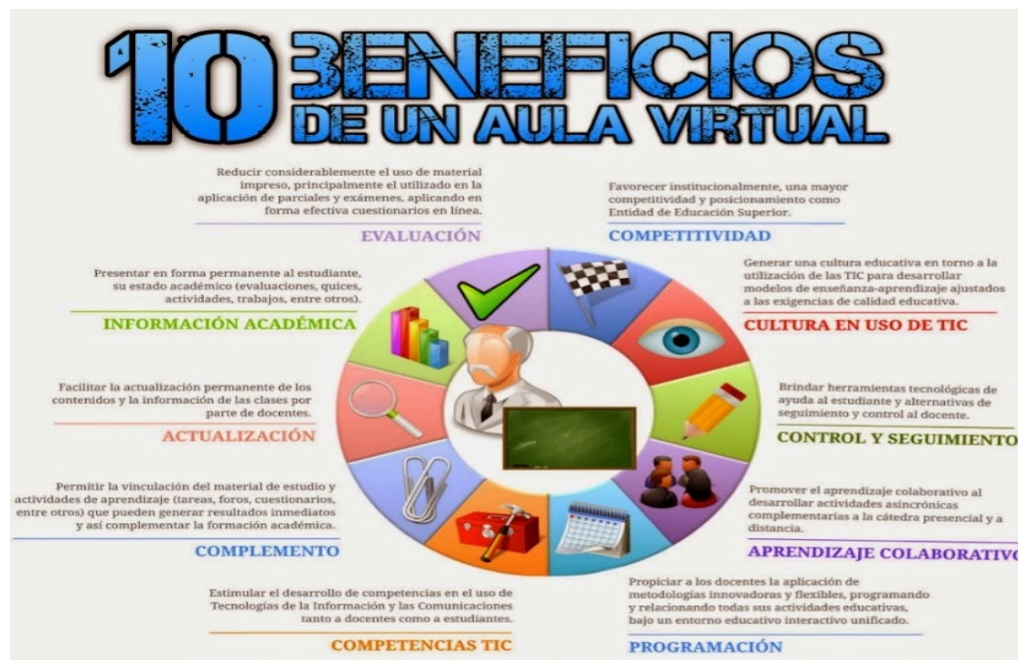 10 BENEFICIOS
DE UN AULA VIRTUAL
Reducir considerablemente el uso de material
impreso, principalmente el utilizado en la
aplicación de parciales y exámenes, aplicando en
forma efectiva cuestionarios en línea.
EVALUACIÓN
Favorecer institucionalmente, una mayor
competitividad y posicionamiento como
Entidad de Educación Superior.
COMPETITIVIDAD
Presentar en forma permanente al estudiante,
su estado académico (evaluaciones, quices,
actividades, trabajos, entre otros).
INFORMACIÓN ACADÉMICA
Generar una cultura educativa en torno a la
utilización de las TIC para desarrollar
modelos de enseñanza-aprendizaje ajustados
a las exigencias de calidad educativa.
CULTURA EN USO DE TIC
Facilitar la actualización permanente de los
contenidos y la información de las clases por
parte de docentes.
ACTUALIZACIÓN
Brindar herramientas tecnológicas de
ayuda al estudiante y alternativas de
seguimiento y control al docente.
CONTROL Y SEGUIMIENTO
Permitir la vinculación del material de estudio y
actividades de aprendizaje (tareas, foros, cuestionarios,
entre otros) que pueden generar resultados inmediatos
y así complementar la formación académica.
COMPLEMENTO
Promover el aprendizaje colaborativo al
desarrollar actividades asincrónicas
complementarias a la cátedra presencial y a
distancia.
APRENDIZAJE COLABORATIVO
Estimular el desarrollo de competencias en el uso de
Tecnologías de la Información y las Comunicaciones
tanto a docentes como a estudiantes.
COMPETENCIAS TIC
Propiciar a los docentes la aplicación de
metodologías innovadoras y flexibles, programando
y relacionando todas sus actividades educativas,
bajo un entorno educativo interactivo unificado.
PROGRAMACIÓN